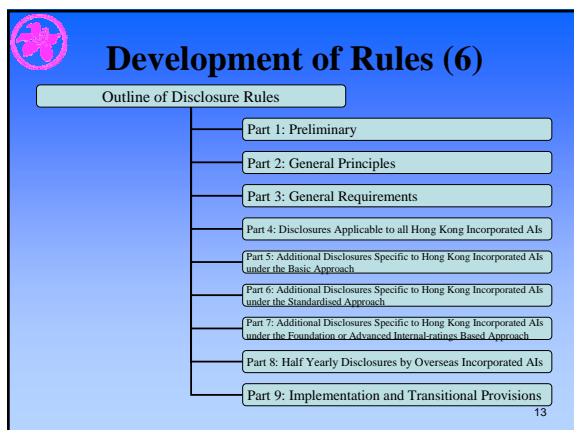 Development of Rules (6)
Outline of Disclosure Rules
Part 1: Preliminary
Part 2: General Principles
Part 3: General Requirements
Part 4: Disclosures Applicable to all Hong Kong Incorporated AIs
Part 5: Additional Disclosures Specific to Hong Kong Incorporated AIs
under the Basic Approach
Part 6: Additional Disclosures Specific to Hong Kong Incorporated AIs
under the Standardised Approach
Part 7: Additional Disclosures Specific to Hong Kong Incorporated AIs
under the Foundation or Advanced Internal-ratings Based Approach
Part 8: Half Yearly Disclosures by Overseas Incorporated AIs
Part 9: Implementation and Transitional Provisions
13